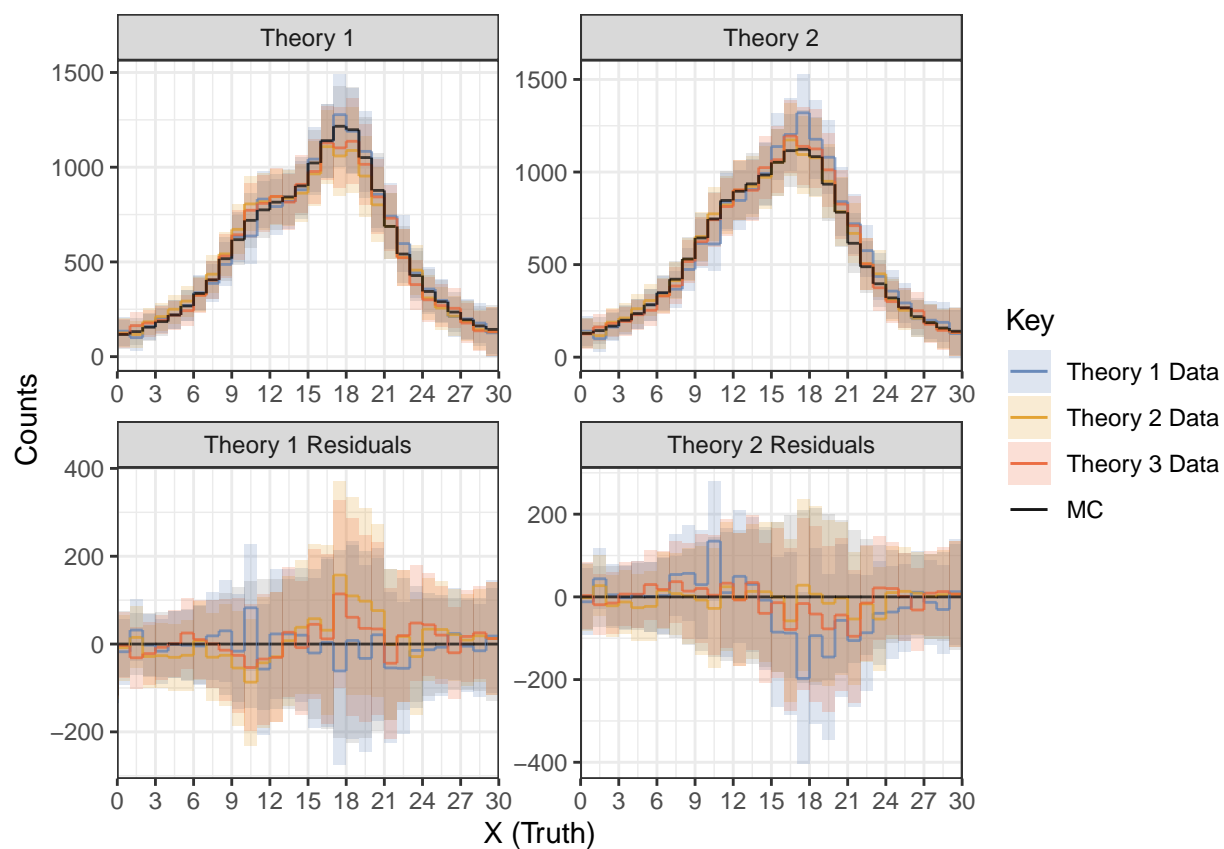 Theory 1
Theory 2
1500
1000
500
0
0 3 6 9 12 15 18 21 24 27 30
1500
1000
500
0
0 3 6 9 12 15 18 21 24 27 30
Counts
Theory 1 Residuals
Theory 2 Residuals
400
200
0
−200
0 3 6 9 12 15 18 21 24 27 30
200
0
−200
−400
0 3 6 9 12 15 18 21 24 27 30
X (Truth)
Key
Theory 1 Data
Theory 2 Data
Theory 3 Data
MC